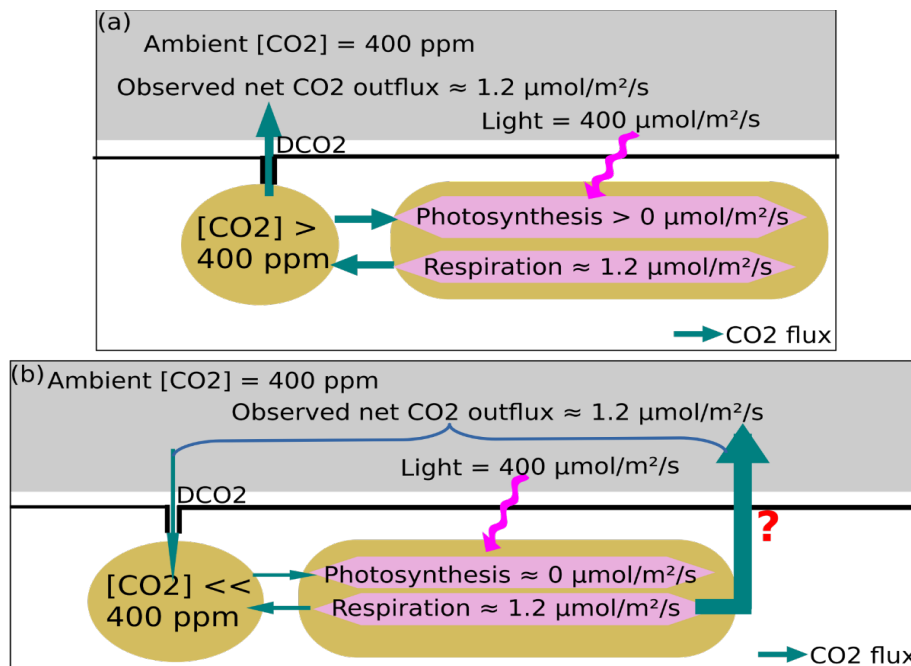 (a)
Ambient [CO2] = 400 ppm
Observed net CO2 outflux ≈ 1.2 μmol/m²/s
Light = 400 μmol/m²/s
DCO2
[CO2] >
400 ppm
Photosynthesis > 0 μmol/m²/s
Respiration ≈ 1.2 μmol/m²/s
CO2 flux
(b)
Ambient [CO2] = 400 ppm
Observed net CO2 outflux ≈ 1.2 μmol/m²/s
Light = 400 μmol/m²/s
DCO2
?
[CO2] <<
400 ppm
Photosynthesis ≈ 0 μmol/m²/s
Respiration ≈ 1.2 μmol/m²/s
CO2 flux